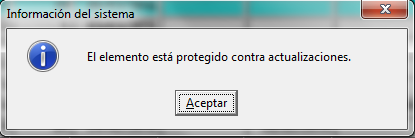 Información del sistema
El elemento está protegido contra actualizaciones.
Aceptar